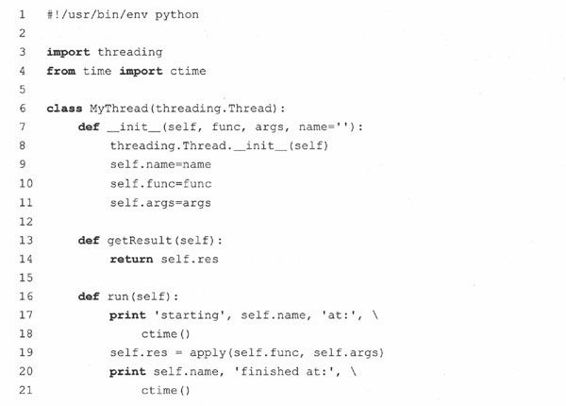 1 #!/usr/bin/env python
2
3 import threading
4 from time import ctime
5
6 class MyThread(threading.Thread):
7     def __init__(self, func, args, name=''):
8         threading.Thread.__init__(self)
9         self.name=name
10         self.func=func
11         self.args=args
12
13     def getResult(self):
14         return self.res
15
16     def run(self):
17         print 'starting', self.name, 'at:', \
18             ctime()
19         self.res = apply(self.func, self.args)
20         print self.name, 'finished at:', \
21             ctime()